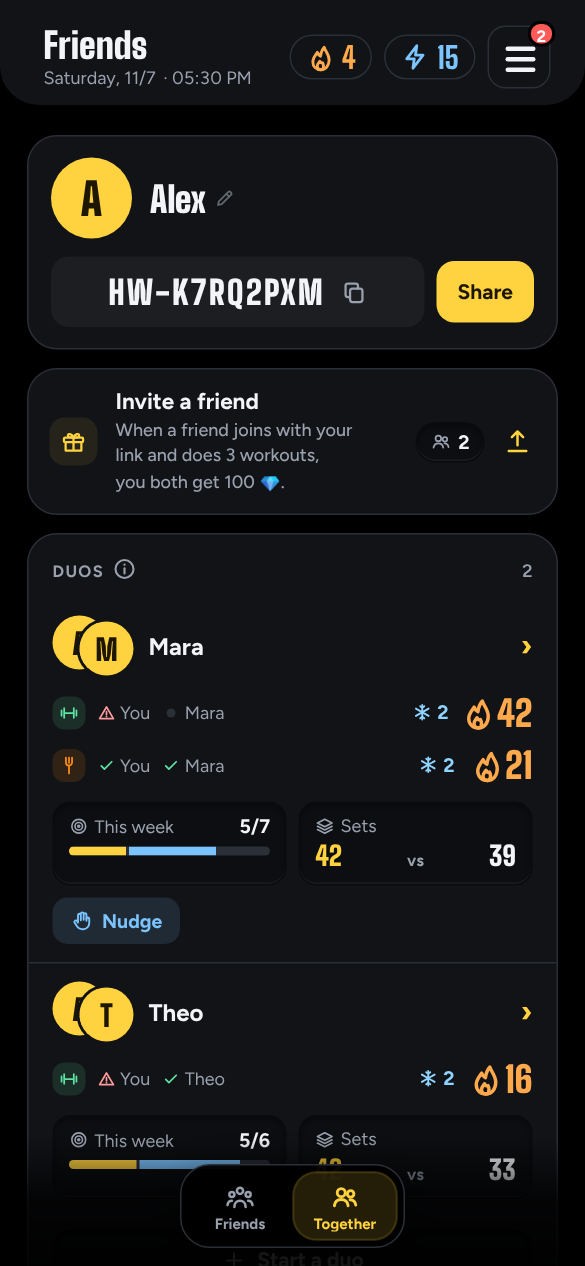 Friends
Saturday, 11/7 · 05:30 PM
4
15
2
A
Alex
HW-K7RQ2PXM
Share
Invite a friend
When a friend joins with your
link and does 3 workouts,
you both get 100 💎.
2
DUOS
2
M
Mara
You
Mara
2
42
You
Mara
2
21
This week
5/7
Sets
42
vs
39
Nudge
T
Theo
You
Theo
2
16
This week
5/6
Sets
vs
33
Friends
Together
Start a duo